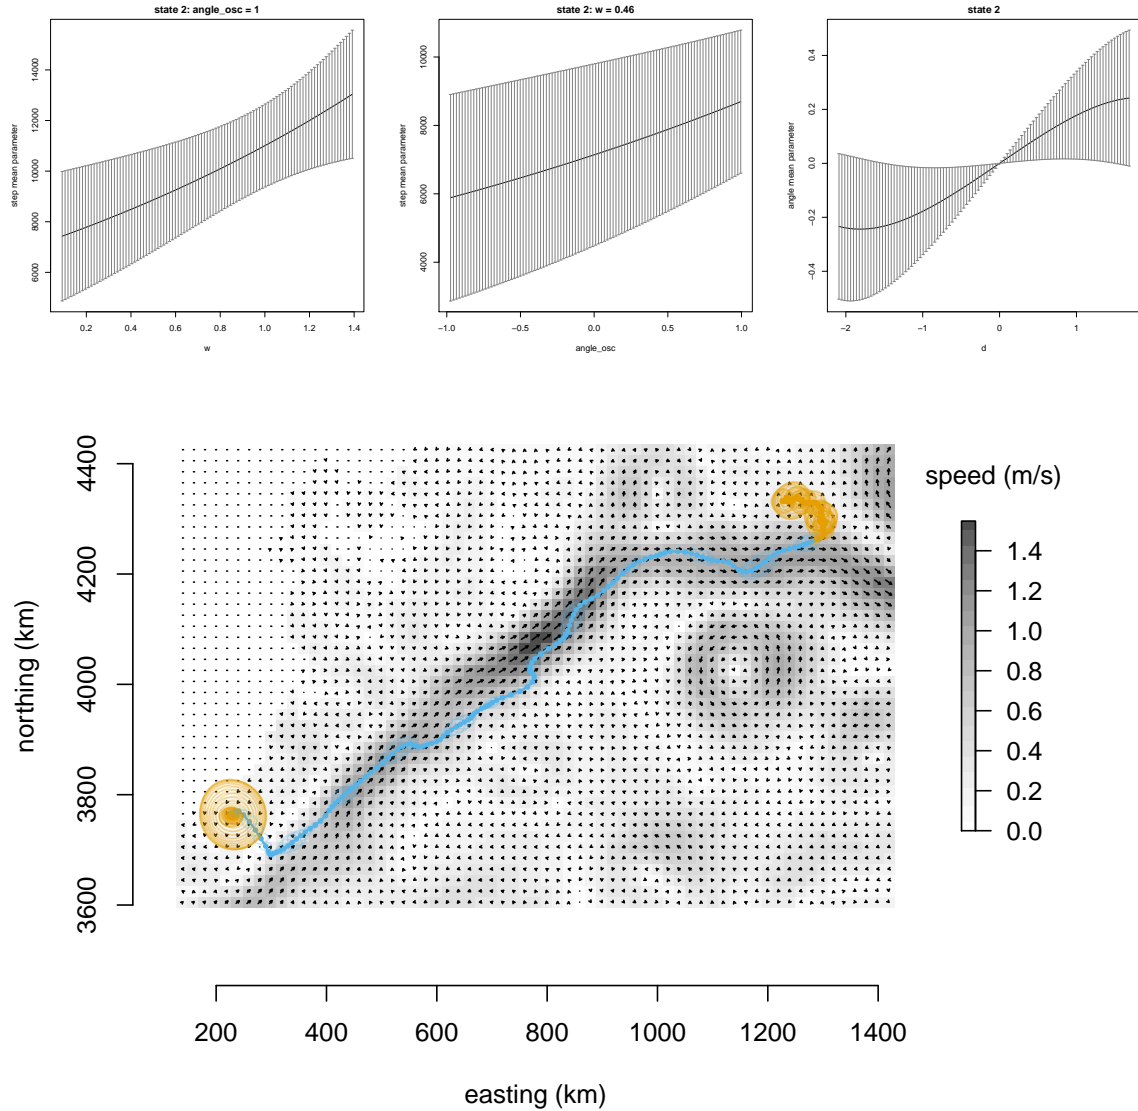 state 2: angle_osc = 1
step mean parameter
6000 8000 10000 12000 14000
0.2 0.4 0.6 0.8 1.0 1.2 1.4
w
state 2: w = 0.46
step mean parameter
4000 6000 8000 10000
−1.0 −0.5 0.0 0.5 1.0
angle_osc
state 2
angle mean parameter
−0.4 −0.2 0.0 0.2 0.4
−2 −1 0 1
d
northing (km)
3600 3800 4000 4200 4400
200 400 600 800 1000 1200 1400
easting (km)
speed (m/s)
1.4
1.2
1.0
0.8
0.6
0.4
0.2
0.0